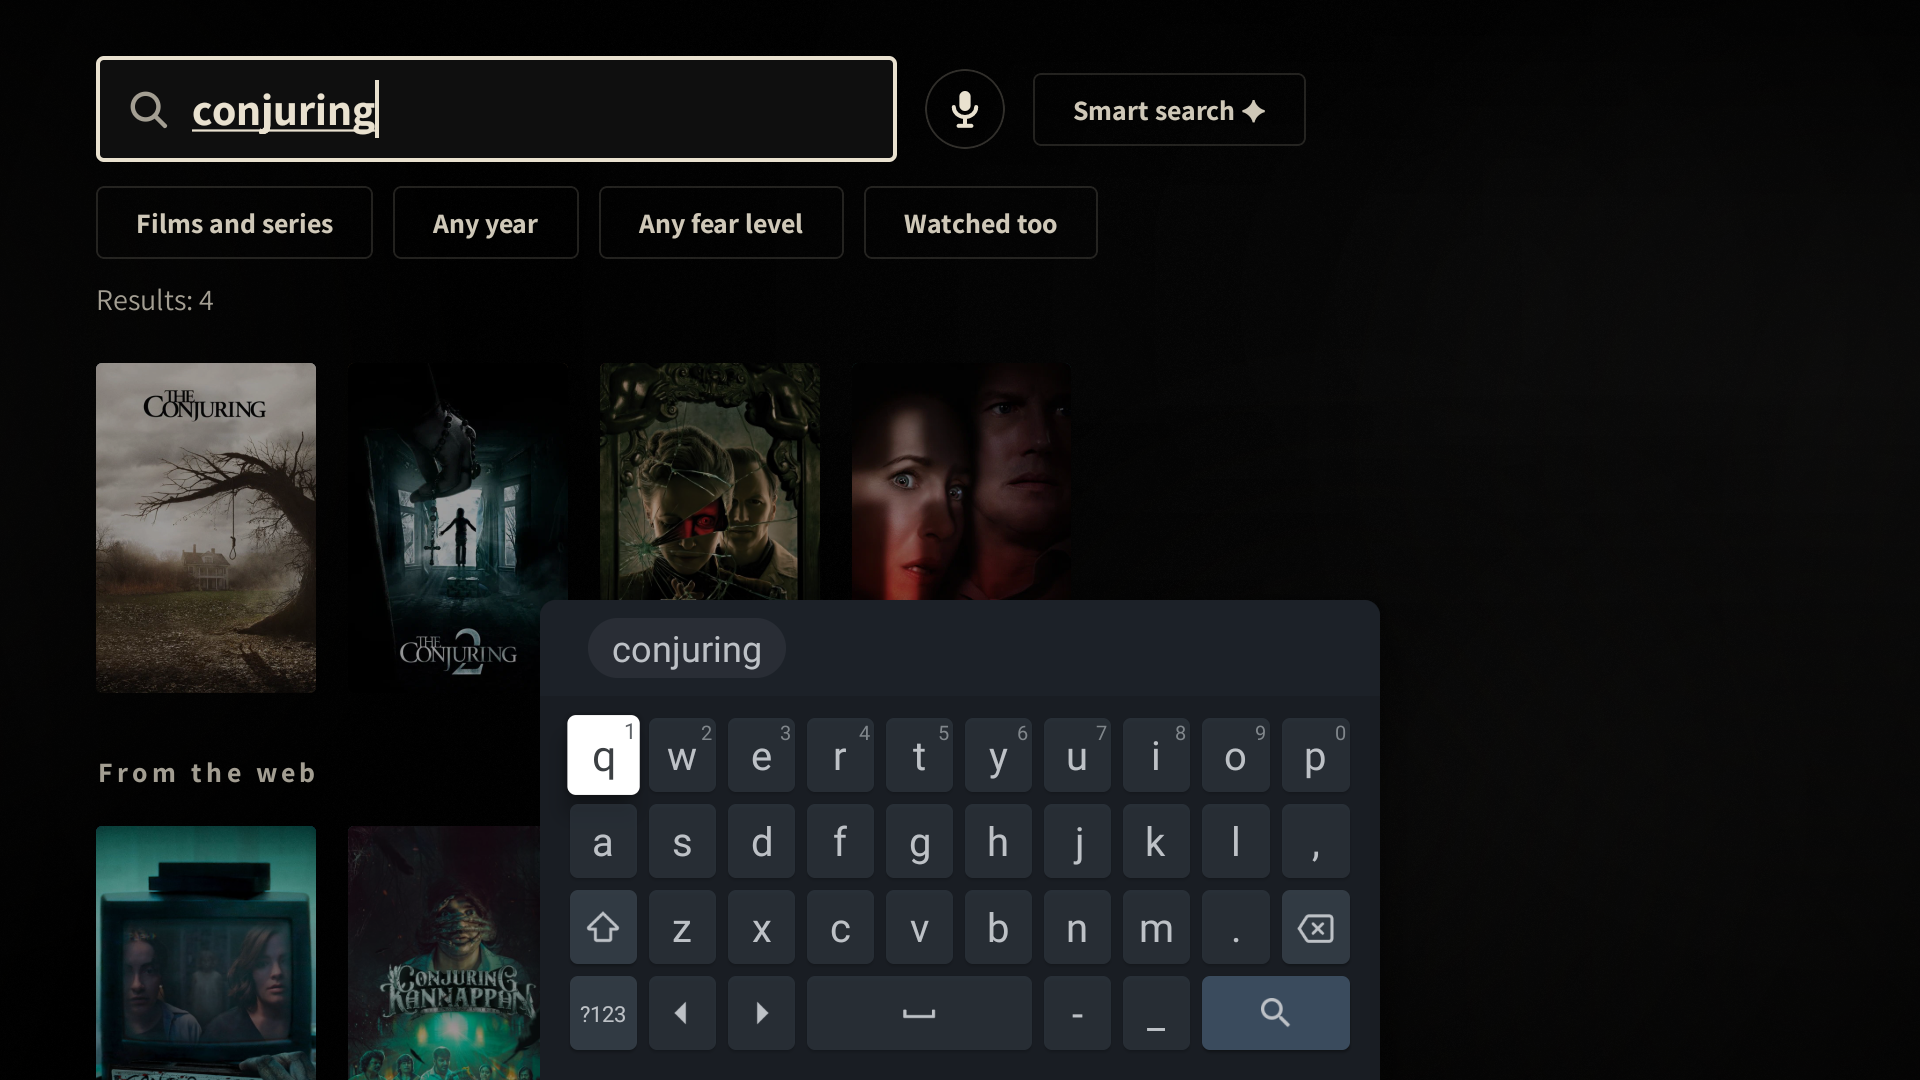 conjuring
Smart search
Films and series
Any year
Any fear level
Watched too
Results: 4
THE
CONJURING
THE
CONJURING
2
conjuring
q 1 w 2 e 3 r 4 t 5 y 6 u 7 i 8 o 9 p 0
From the web
a s d f g h j k l ,
z x c v b n m .
CONJURING
KANNAPPAN
?123 - _